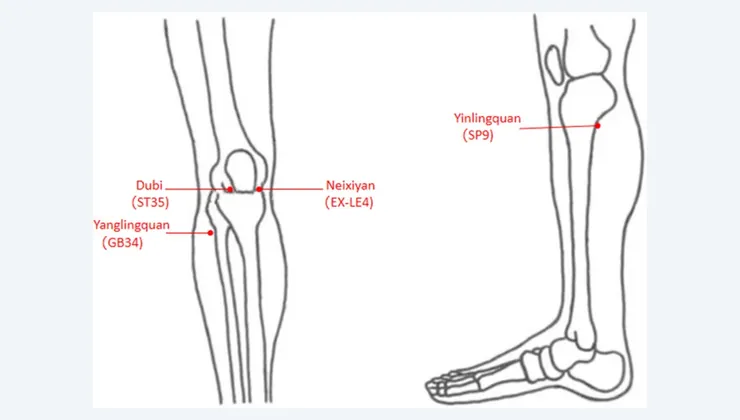 Dubi
(ST35)
Neixiyan
(EX-LE4)
Yanglingquan
(GB34)
Yinlingquan
(SP9)